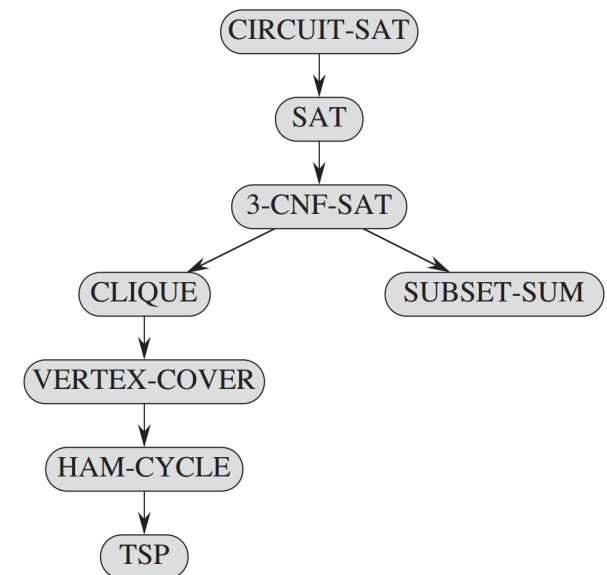 CIRCUIT-SAT
SAT
3-CNF-SAT
CLIQUE
SUBSET-SUM
VERTEX-COVER
HAM-CYCLE
TSP